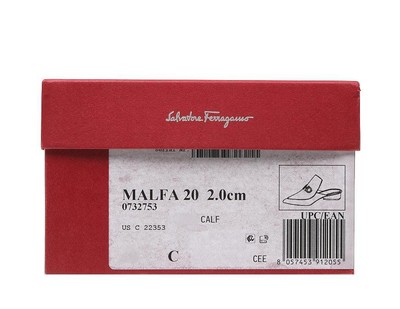 Salvatore Ferragamo
MALFA 20 2.0cm
0732753
CALF
US C 22353
C
CEE
UPC/EAN
8 057453 912055